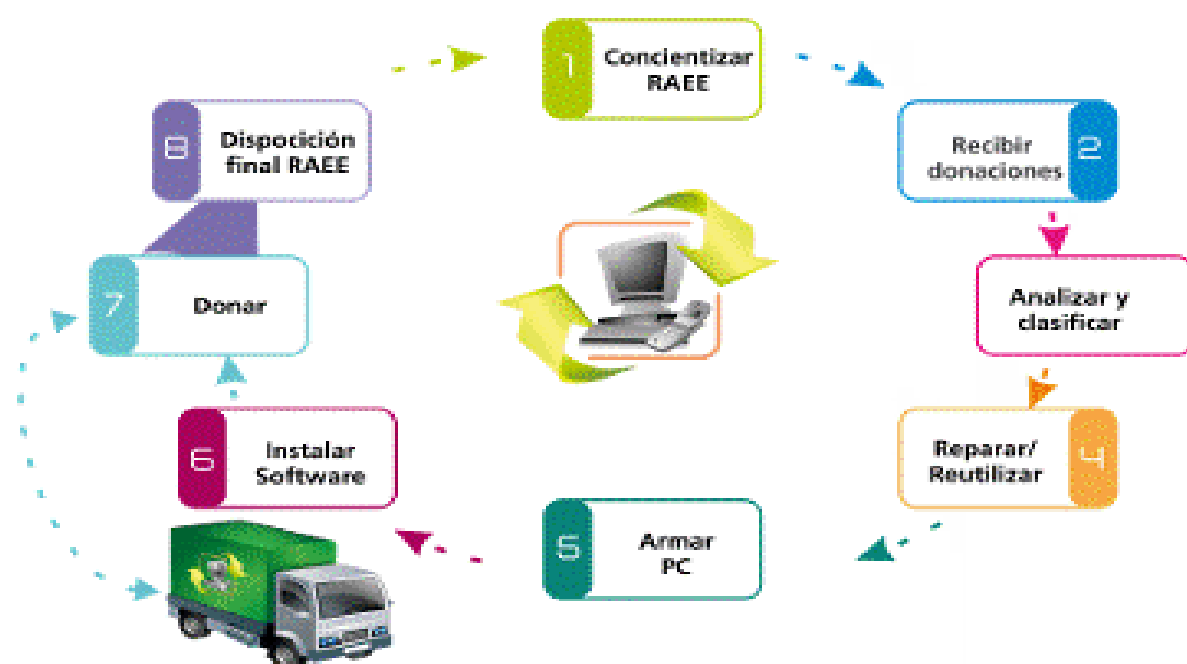 1
Concientizar
RAEE
2
Recibir
donaciones
Analizar y
clasificar
4
Reparar/
Reutilizar
5
Armar
PC
6
Instalar
Software
7
Donar
8
Disposición
final RAEE